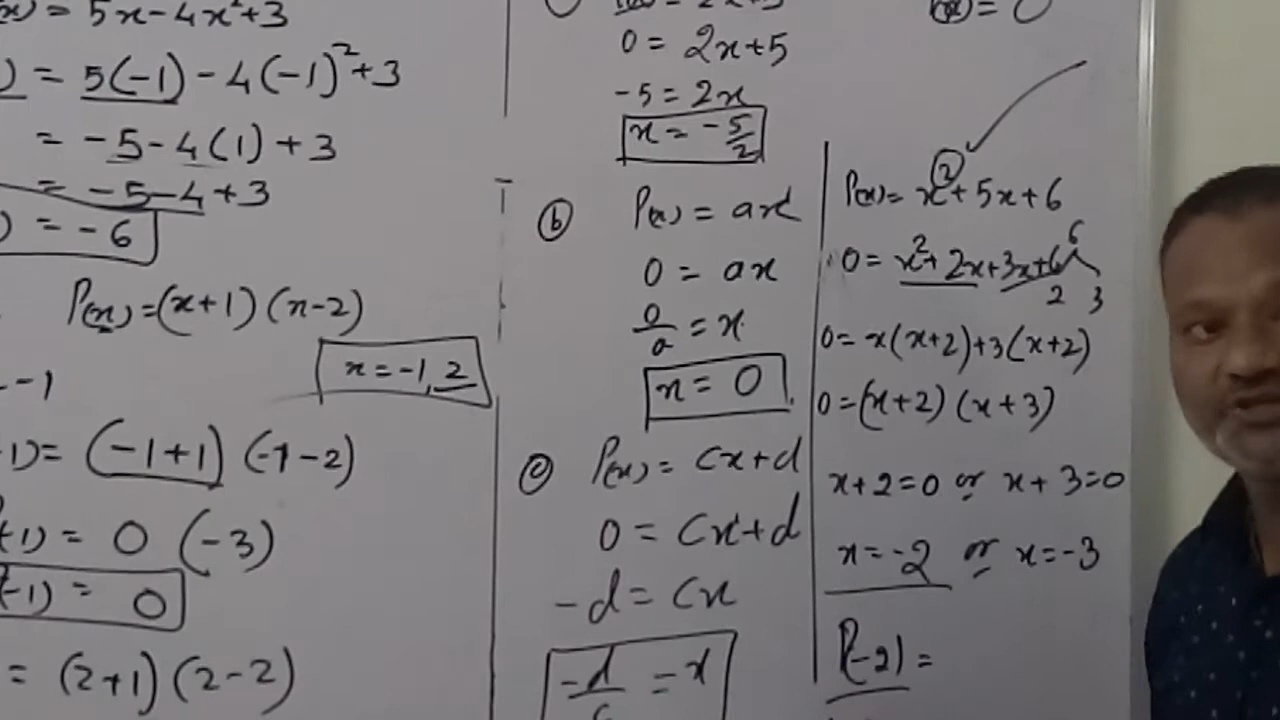 x) = 5x-4x²+3
) = 5(-1) - 4(-1)²+3
= -5-4(1)+3
= -5-4+3
) = -6
P(x) = (x+1)(x-2)
x = -1, 2
= -1
-1) = (-1+1)(-1-2)
(-1) = 0 (-3)
(-1) = 0
= (2+1)(2-2)
0 = 2x+5
-5 = 2x
x = -5/2
(b) P(x) = ax
0 = ax
0/a = x
x = 0
(c) P(x) = cx+d
0 = cx+d
-d = cx
-d/c = x
= 0
P(x) = x²+5x+6
0 = x²+2x+3x+6
6
2 3
0 = x(x+2)+3(x+2)
0 = (x+2)(x+3)
x+2=0 or x+3=0
x=-2 or x=-3
P(-2) =